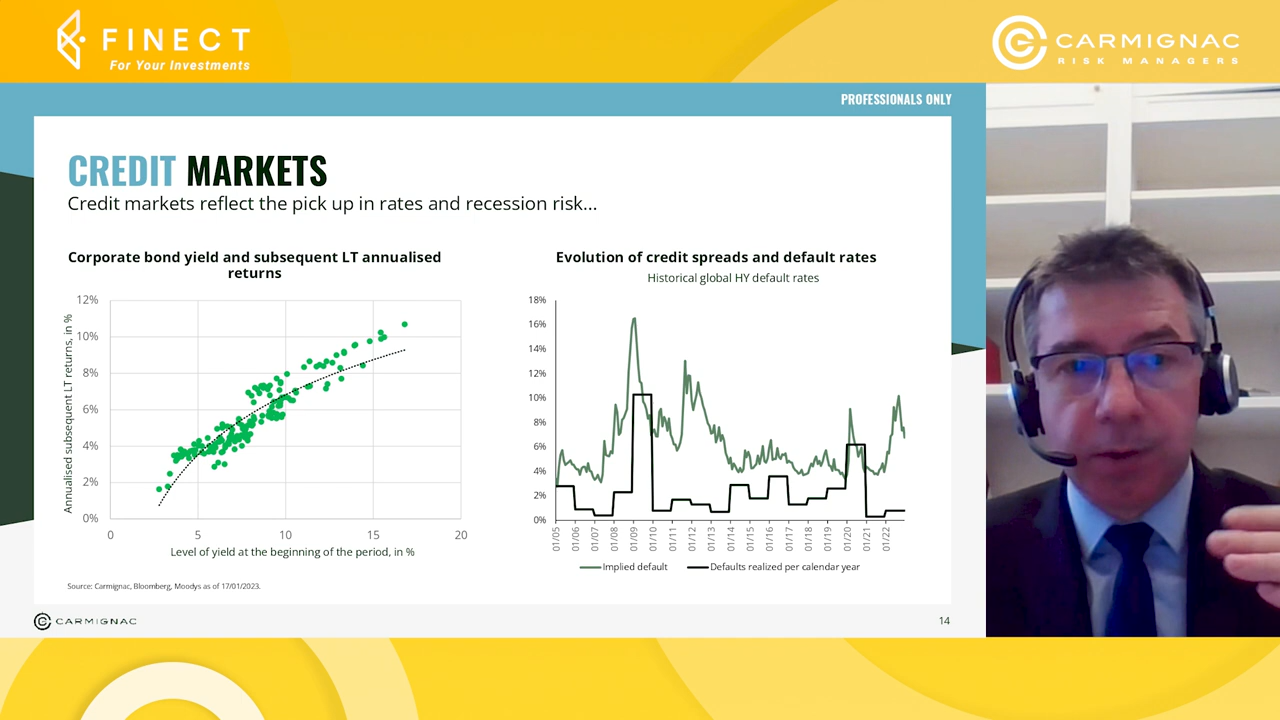 FINECT
For Your Investments
CARMIGNAC
RISK MANAGERS
PROFESSIONALS ONLY
CREDIT MARKETS
Credit markets reflect the pick up in rates and recession risk...
Corporate bond yield and subsequent LT annualised
returns
Annualised subsequent LT returns, in %
12%
10%
8%
6%
4%
2%
0%
0 5 10 15 20
Level of yield at the beginning of the period, in %
Evolution of credit spreads and default rates
Historical global HY default rates
18%
16%
14%
12%
10%
8%
6%
4%
2%
0%
01/05 01/06 01/07 01/08 01/09 01/10 01/11 01/12 01/13 01/14 01/15 01/16 01/17 01/18 01/19 01/20 01/21 01/22
Implied default Defaults realized per calendar year
Source: Carmignac, Bloomberg, Moodys as of 17/01/2023.
CARMIGNAC
14